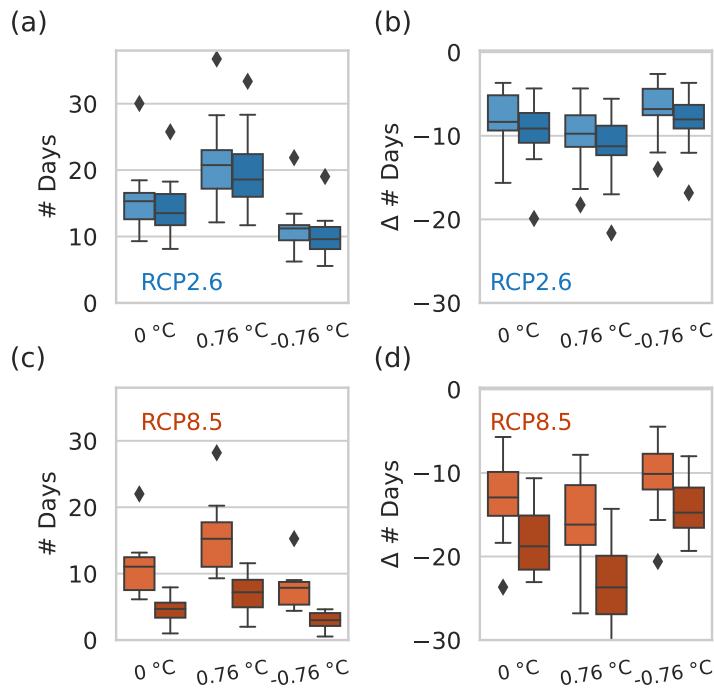 (a)
# Days
30
20
10
0
RCP2.6
0 °C
0.76 °C
-0.76 °C
(b)
Δ # Days
0
−10
−20
−30
RCP2.6
0 °C
0.76 °C
-0.76 °C
(c)
# Days
30
20
10
0
RCP8.5
0 °C
0.76 °C
-0.76 °C
(d)
Δ # Days
0
−10
−20
−30
RCP8.5
0 °C
0.76 °C
-0.76 °C